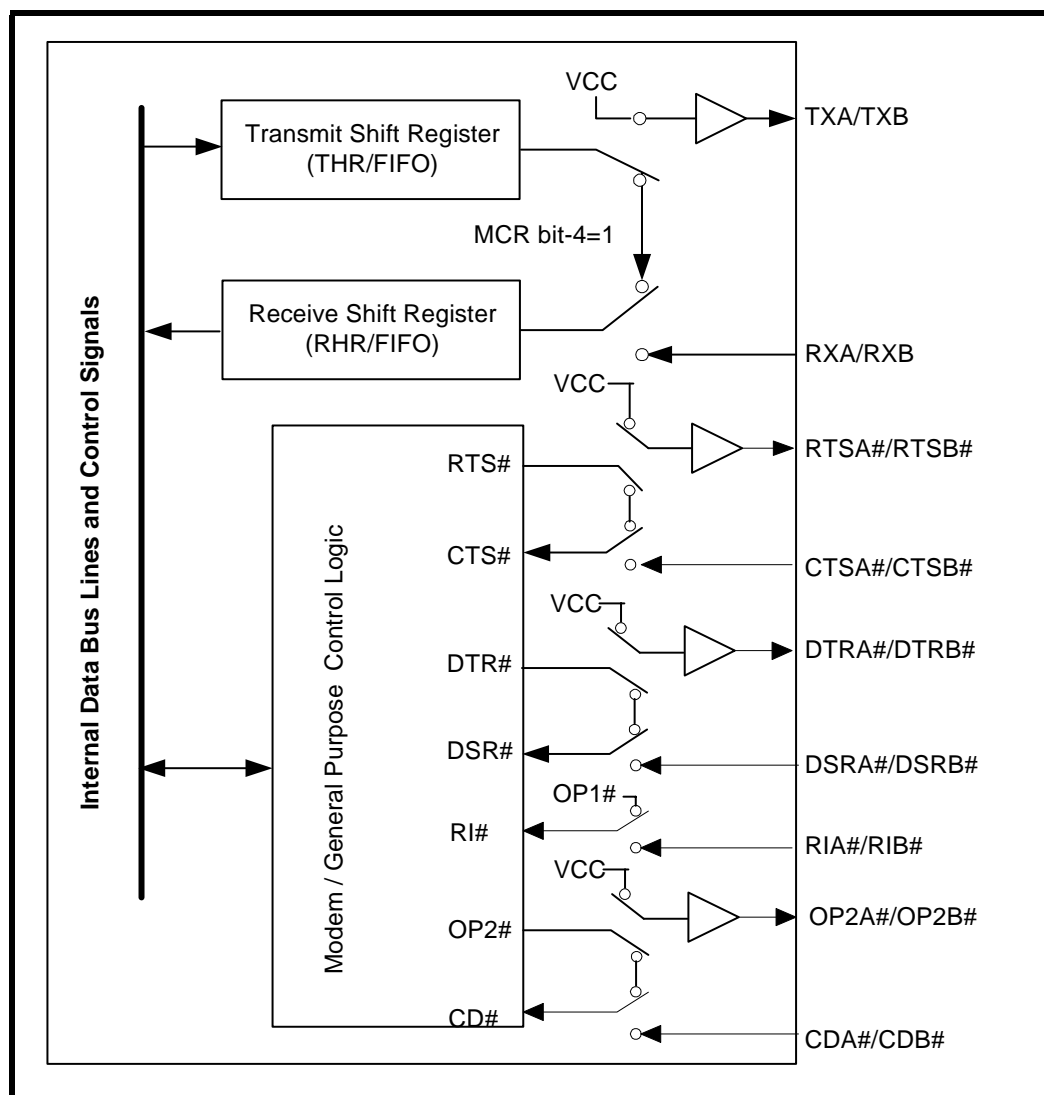 VCC
TXA/TXB
Transmit Shift Register
(THR/FIFO)
MCR bit-4=1
Receive Shift Register
(RHR/FIFO)
RXA/RXB
Internal Data Bus Lines and Control Signals
Modem / General Purpose Control Logic
VCC
RTSA#/RTSB#
RTS#
CTS#
CTSA#/CTSB#
VCC
DTRA#/DTRB#
DTR#
DSR#
DSRA#/DSRB#
OP1#
RI#
RIA#/RIB#
VCC
OP2A#/OP2B#
OP2#
CD#
CDA#/CDB#